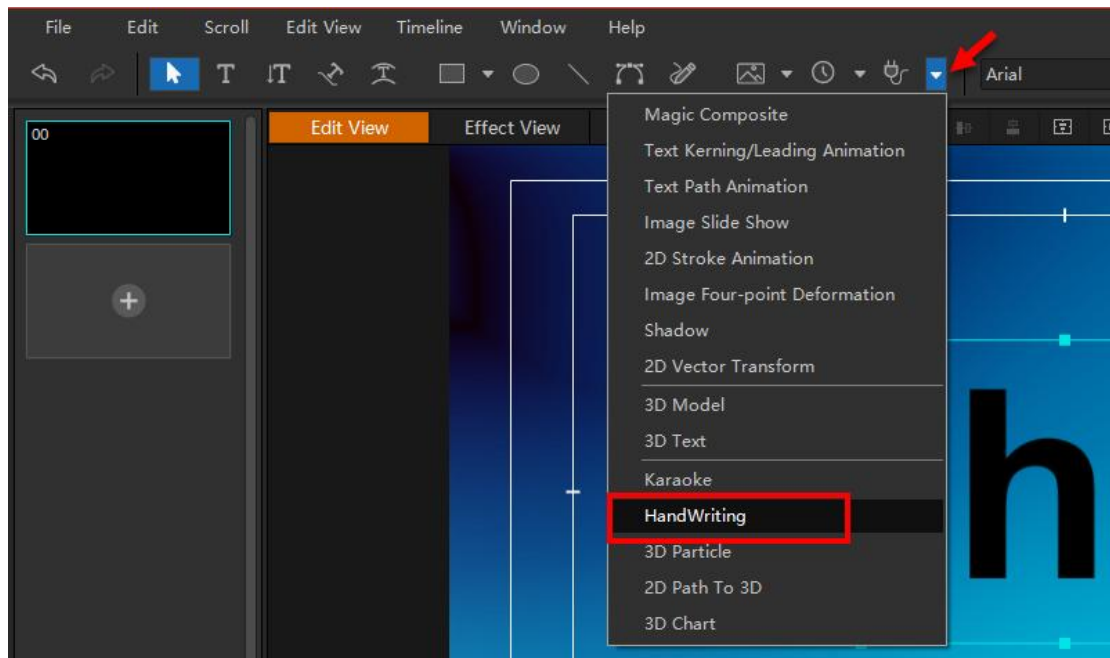 File Edit Scroll Edit View Timeline Window Help
T IT T Arial
00
Edit View Effect View
Magic Composite
Text Kerning/Leading Animation
Text Path Animation
Image Slide Show
2D Stroke Animation
Image Four-point Deformation
Shadow
2D Vector Transform
3D Model
3D Text
Karaoke
HandWriting
3D Particle
2D Path To 3D
3D Chart
h